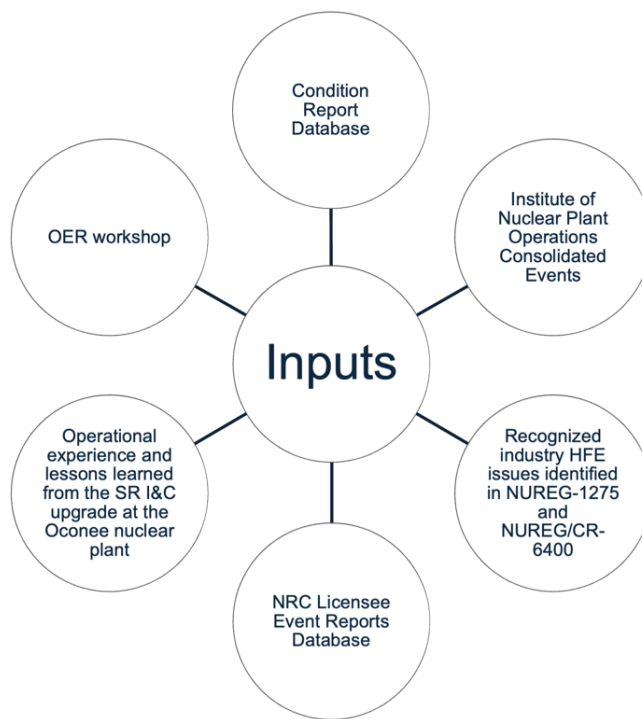 Condition
Report
Database
Institute of
Nuclear Plant
Operations
Consolidated
Events
OER workshop
Inputs
Operational
experience and
lessons learned
from the SR I&C
upgrade at the
Oconee nuclear
plant
Recognized
industry HFE
issues identified
in NUREG-1275
and
NUREG/CR-
6400
NRC Licensee
Event Reports
Database